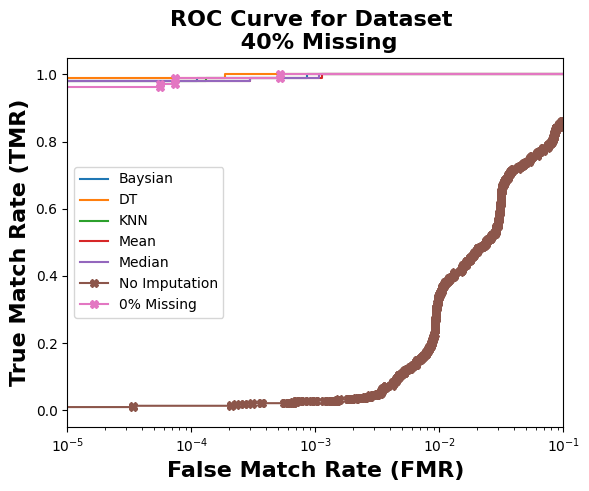 ROC Curve for Dataset
40% Missing
True Match Rate (TMR)
1.0
0.8
0.6
0.4
0.2
0.0
Baysian
DT
KNN
Mean
Median
No Imputation
0% Missing
10⁻⁵
10⁻⁴
10⁻³
10⁻²
10⁻¹
False Match Rate (FMR)